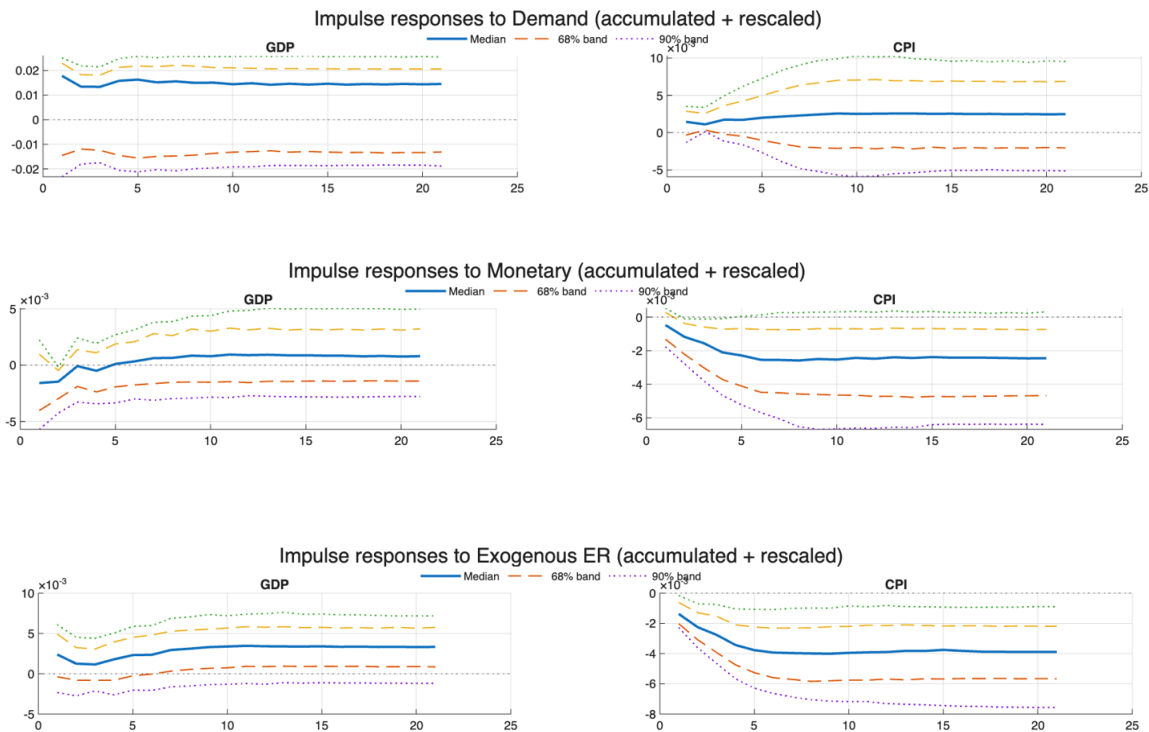 Impulse responses to Demand (accumulated + rescaled)
Median 68% band 90% band
GDP
0.02
0.01
0
-0.01
-0.02
0 5 10 15 20 25
×10-3
CPI
10
5
0
-5
0 5 10 15 20 25
Impulse responses to Monetary (accumulated + rescaled)
Median 68% band 90% band
×10-3
GDP
5
0
-5
0 5 10 15 20 25
×10-3
CPI
0
-2
-4
-6
0 5 10 15 20 25
Impulse responses to Exogenous ER (accumulated + rescaled)
Median 68% band 90% band
×10-3
GDP
10
5
0
-5
0 5 10 15 20 25
×10-3
CPI
0
-2
-4
-6
-8
0 5 10 15 20 25